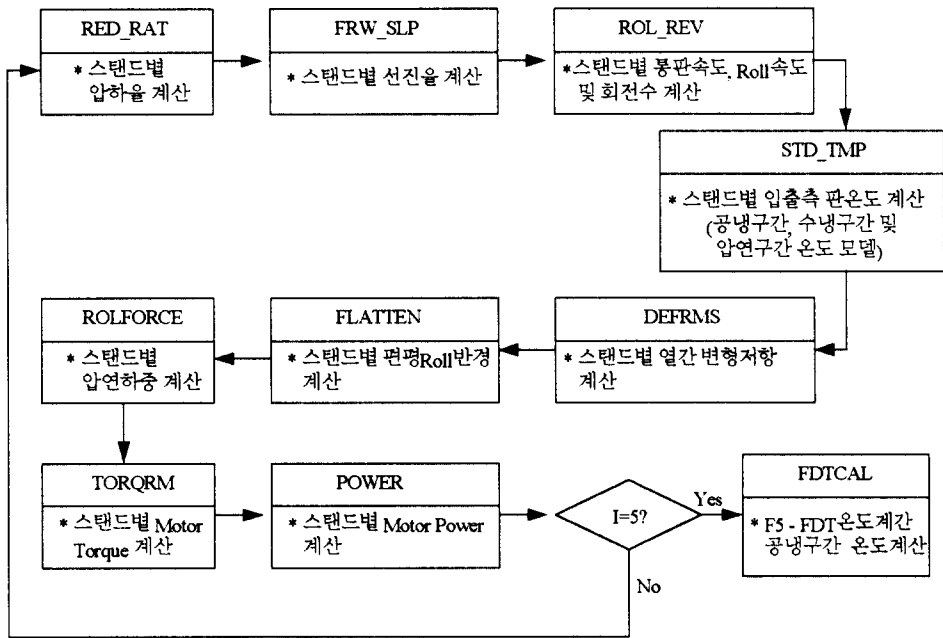 RED_RAT
* 스탠드별
압하율 계산
FRW_SLP
* 스탠드별 선진율 계산
ROL_REV
*스탠드별 통판속도, Roll속도
및 회전수 계산
STD_TMP
* 스탠드별 입출측 판온도 계산
(공냉구간, 수냉구간 및
압연구간 온도 모델)
ROLFORCE
* 스탠드별
압연하중 계산
FLATTEN
* 스탠드별 편평Roll반경
계산
DEFRMS
* 스탠드별 열간 변형저항
계산
TORQRM
* 스탠드별 Motor
Torque 계산
POWER
* 스탠드별 Motor Power
계산
I=5?
Yes
No
FDTCAL
* F5 - FDT온도계간
공냉구간 온도계산